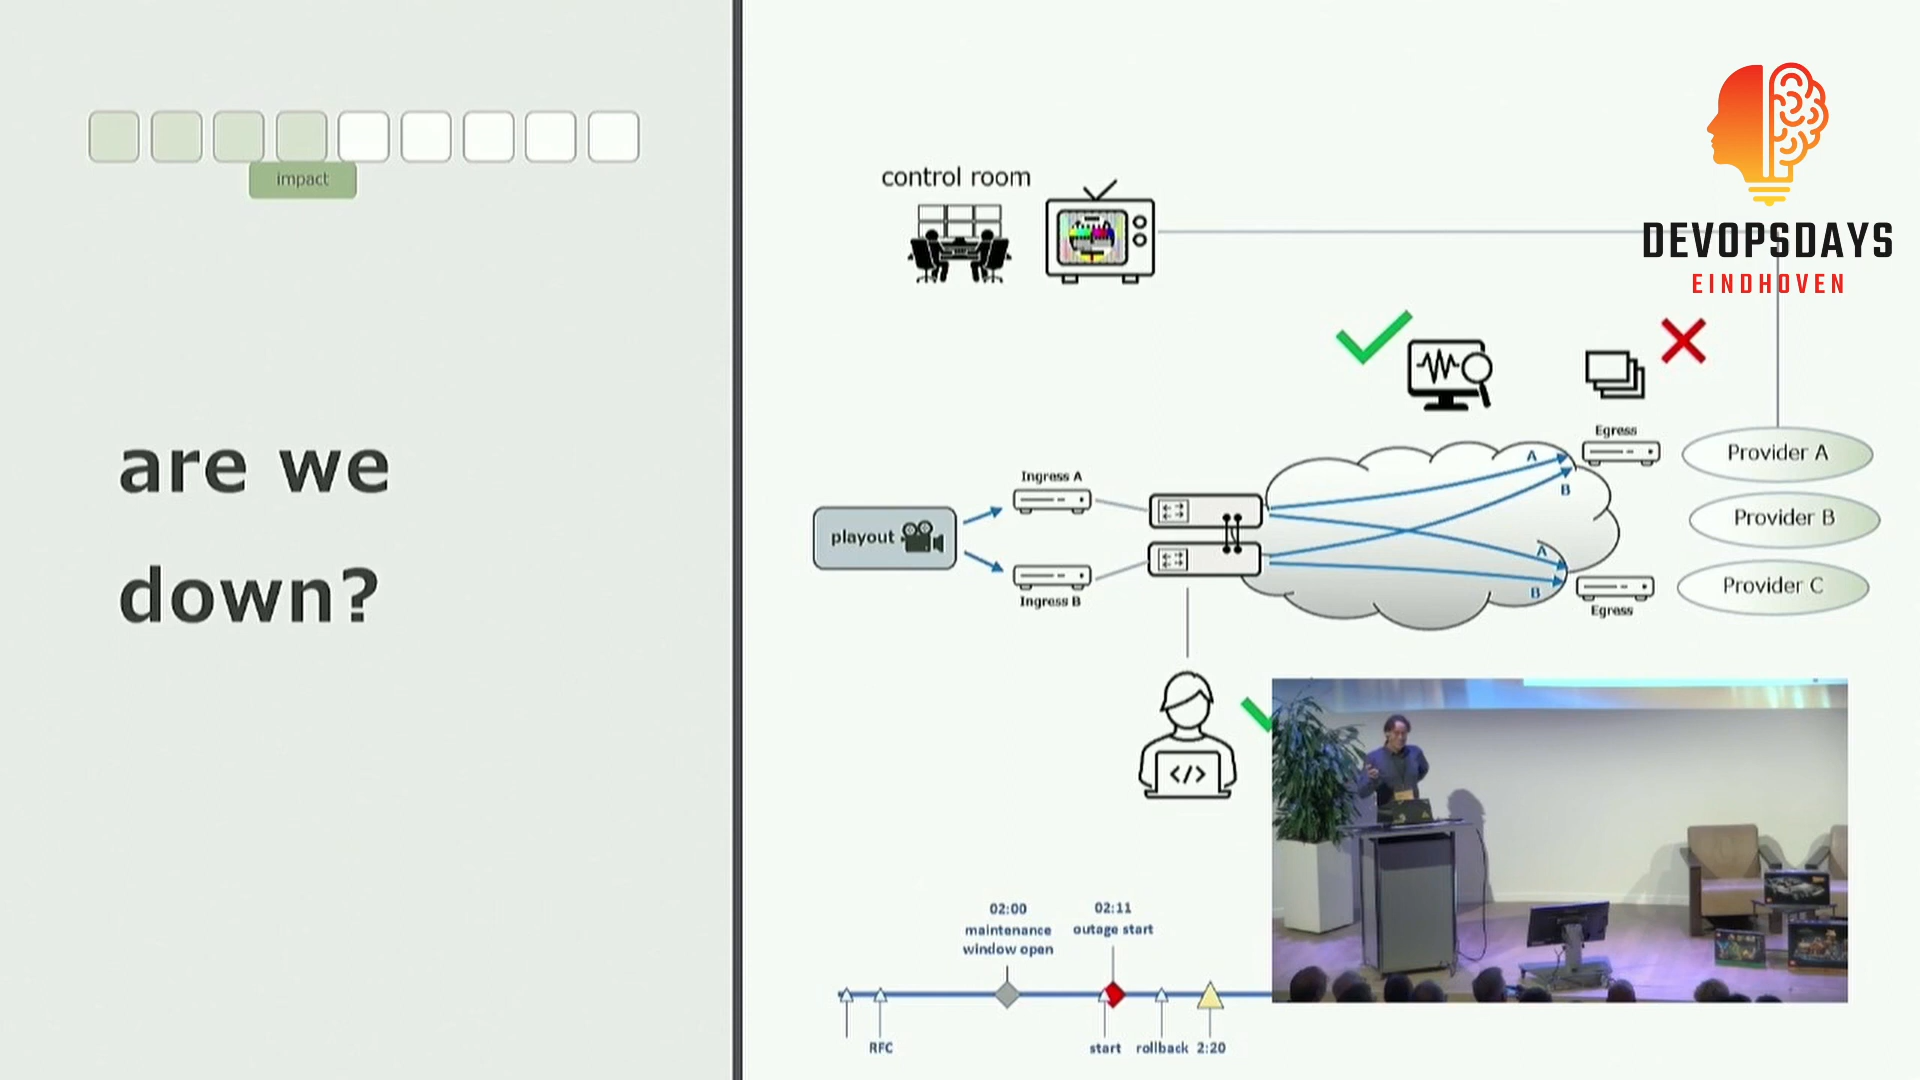 impact
are we
down?
control room
DEVOPSDAYS
EINDHOVEN
Egress
Provider A
A
B
Ingress A
playout
Provider B
A
B
Ingress B
Provider C
Egress
</>
02:00
maintenance
window open
02:11
outage start
RFC
start
rollback
2:20